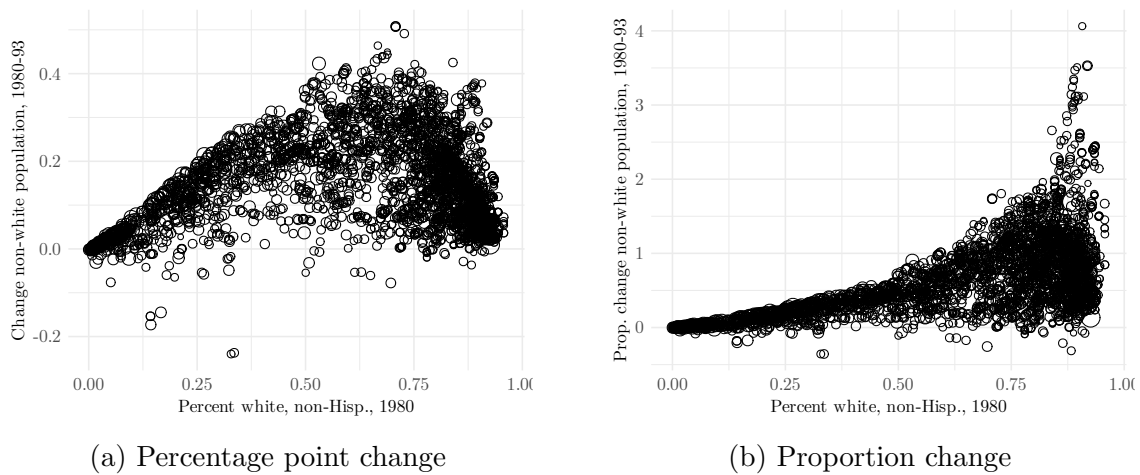 Change non-white population, 1980-93
0.4
0.2
0.0
-0.2
0.00 0.25 0.50 0.75 1.00
Percent white, non-Hisp., 1980
(a) Percentage point change
Prop. change non-white population, 1980-93
4
3
2
1
0
0.00 0.25 0.50 0.75 1.00
Percent white, non-Hisp., 1980
(b) Proportion change